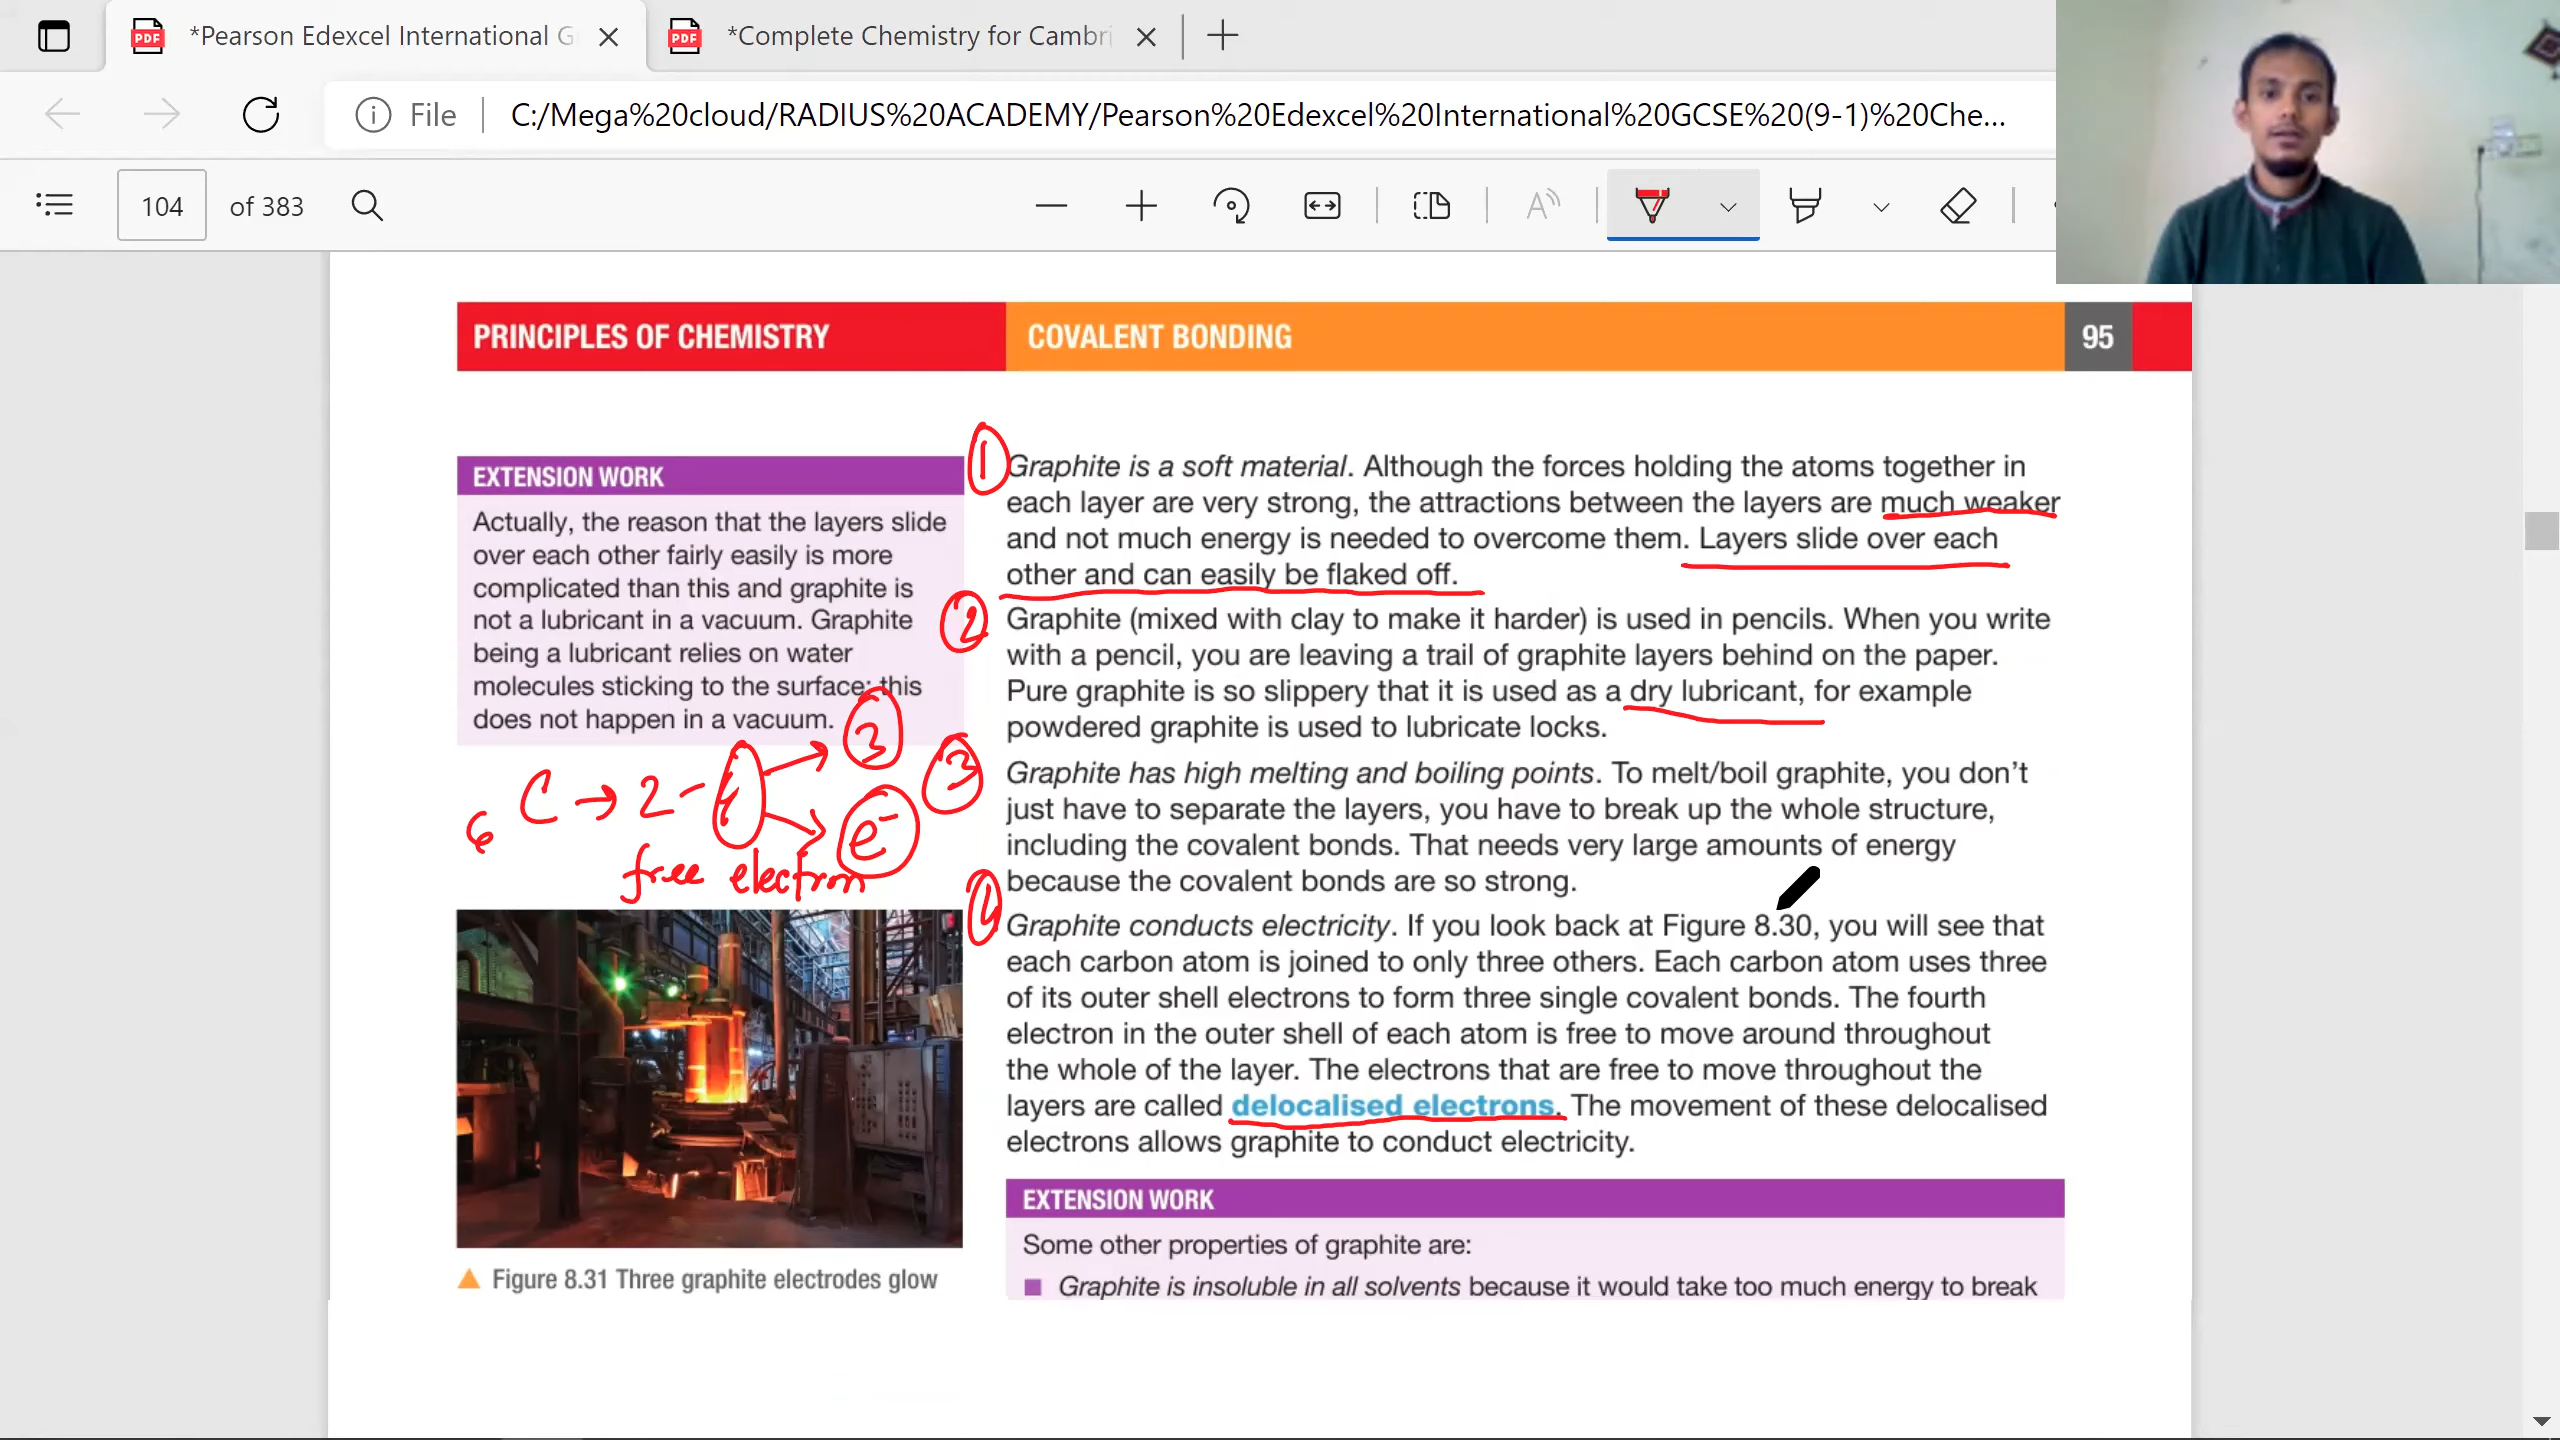 *Pearson Edexcel International G
*Complete Chemistry for Cambri
File
C:/Mega%20cloud/RADIUS%20ACADEMY/Pearson%20Edexcel%20International%20GCSE%20(9-1)%20Che...
104 of 383
PRINCIPLES OF CHEMISTRY
COVALENT BONDING
95
EXTENSION WORK
Actually, the reason that the layers slide
over each other fairly easily is more
complicated than this and graphite is
not a lubricant in a vacuum. Graphite
being a lubricant relies on water
molecules sticking to the surface; this
does not happen in a vacuum.
3
6 C → 2-4
e-
free electron
Figure 8.31 Three graphite electrodes glow
1
Graphite is a soft material. Although the forces holding the atoms together in
each layer are very strong, the attractions between the layers are much weaker
and not much energy is needed to overcome them. Layers slide over each
other and can easily be flaked off.
2
Graphite (mixed with clay to make it harder) is used in pencils. When you write
with a pencil, you are leaving a trail of graphite layers behind on the paper.
Pure graphite is so slippery that it is used as a dry lubricant, for example
powdered graphite is used to lubricate locks.
3
Graphite has high melting and boiling points. To melt/boil graphite, you don't
just have to separate the layers, you have to break up the whole structure,
including the covalent bonds. That needs very large amounts of energy
because the covalent bonds are so strong.
4
Graphite conducts electricity. If you look back at Figure 8.30, you will see that
each carbon atom is joined to only three others. Each carbon atom uses three
of its outer shell electrons to form three single covalent bonds. The fourth
electron in the outer shell of each atom is free to move around throughout
the whole of the layer. The electrons that are free to move throughout the
layers are called delocalised electrons. The movement of these delocalised
electrons allows graphite to conduct electricity.
EXTENSION WORK
Some other properties of graphite are:
Graphite is insoluble in all solvents because it would take too much energy to break